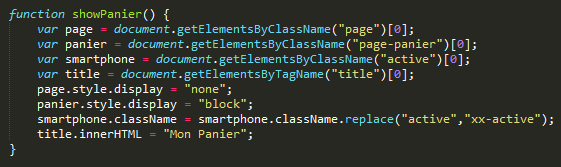 function showPanier() {
var page = document.getElementsByClassName("page")[0];
var panier = document.getElementsByClassName("page-panier")[0];
var smartphone = document.getElementsByClassName("active")[0];
var title = document.getElementsByTagName("title")[0];
page.style.display = "none";
panier.style.display = "block";
smartphone.className = smartphone.className.replace("active","xx-active");
title.innerHTML = "Mon Panier";
}